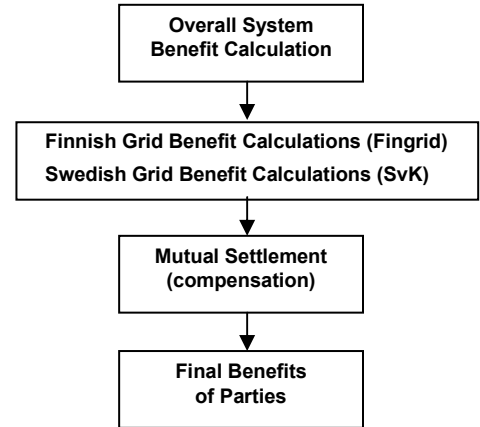 Overall System
Benefit Calculation
Finnish Grid Benefit Calculations (Fingrid)
Swedish Grid Benefit Calculations (SvK)
Mutual Settlement
(compensation)
Final Benefits
of Parties